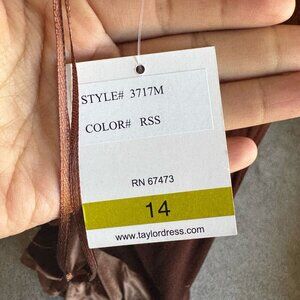 STYLE# 3717M
COLOR# RSS
RN 67473
14
www.taylordress.com